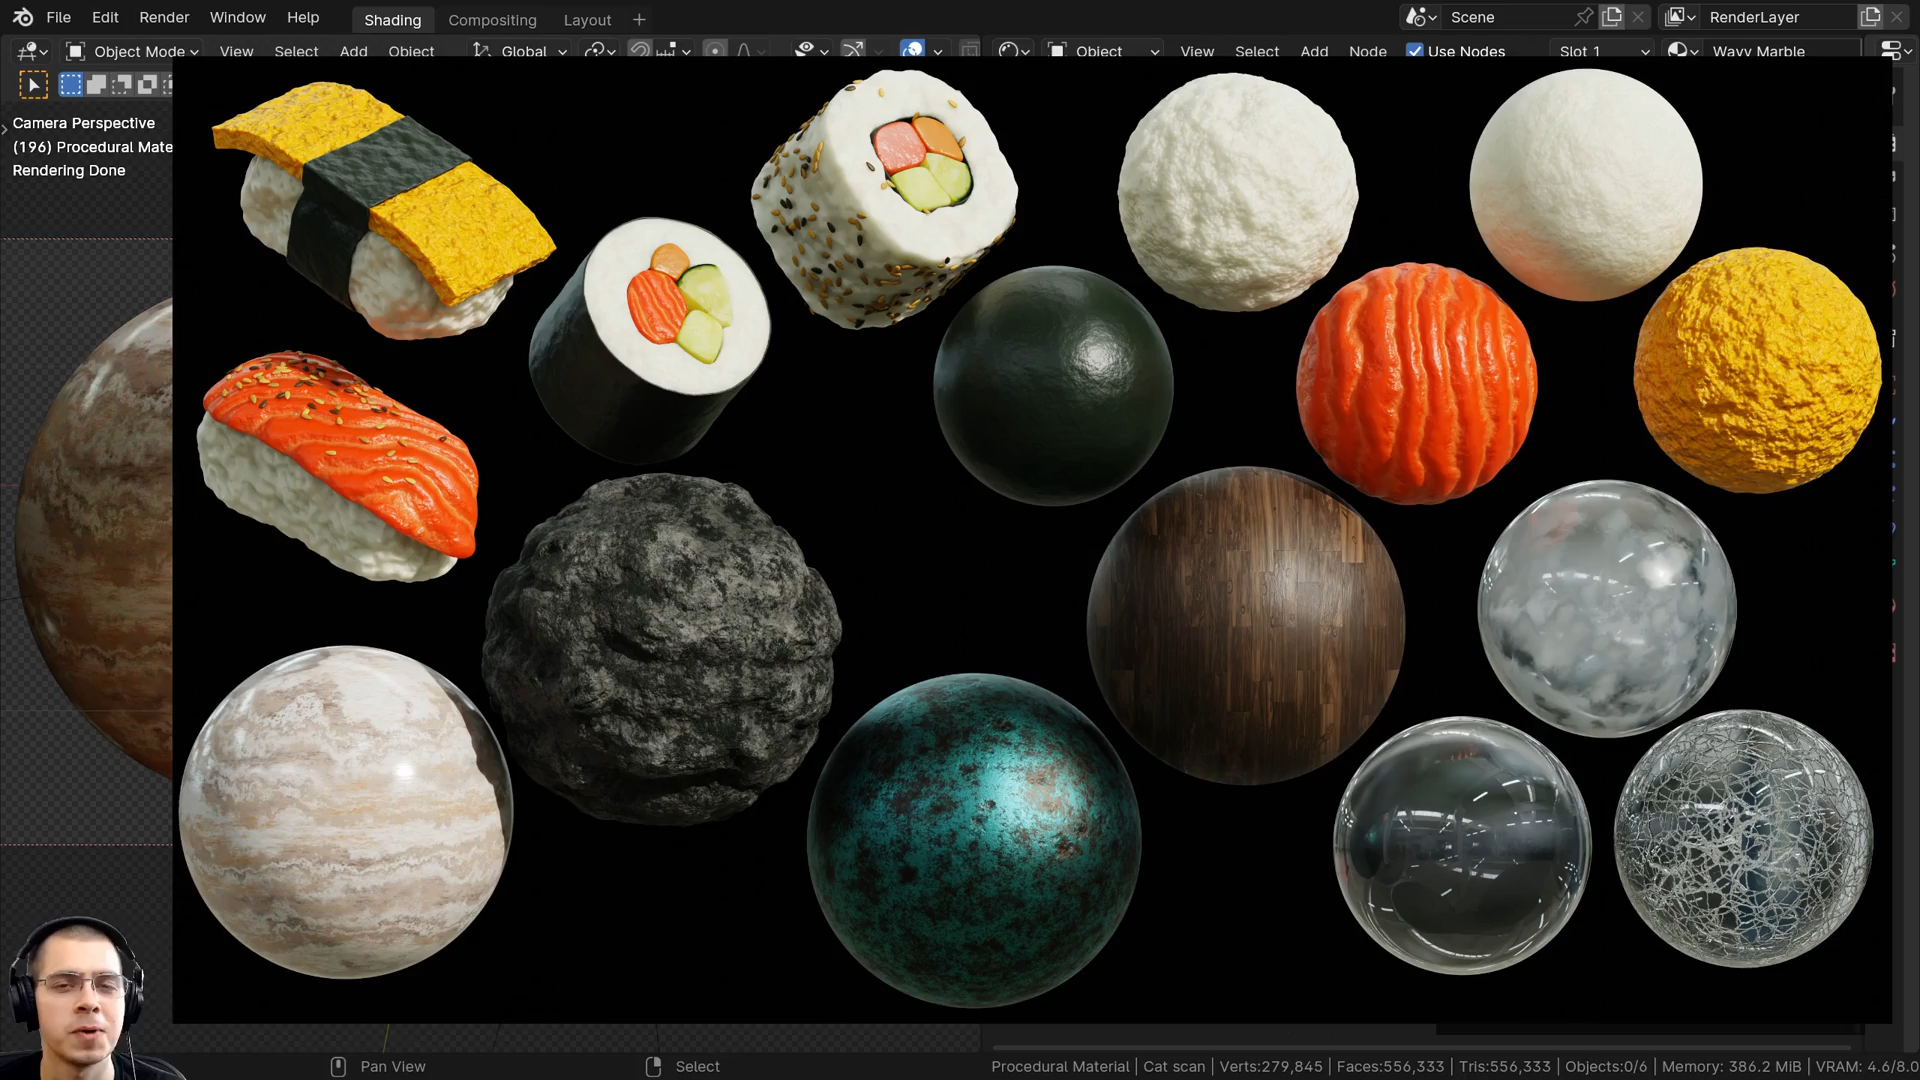 File Edit Render Window Help Shading Compositing Layout + Scene RenderLayer
Object Mode View Select Add Object Global Object View Select Add Node Use Nodes Slot 1 Wavy Marble
Camera Perspective
(196) Procedural Mate
Rendering Done
Pan View Select Procedural Material | Cat scan | Verts:279,845 | Faces:556,333 | Tris:556,333 | Objects:0/6 | Memory: 386.2 MiB | VRAM: 4.6/8.0